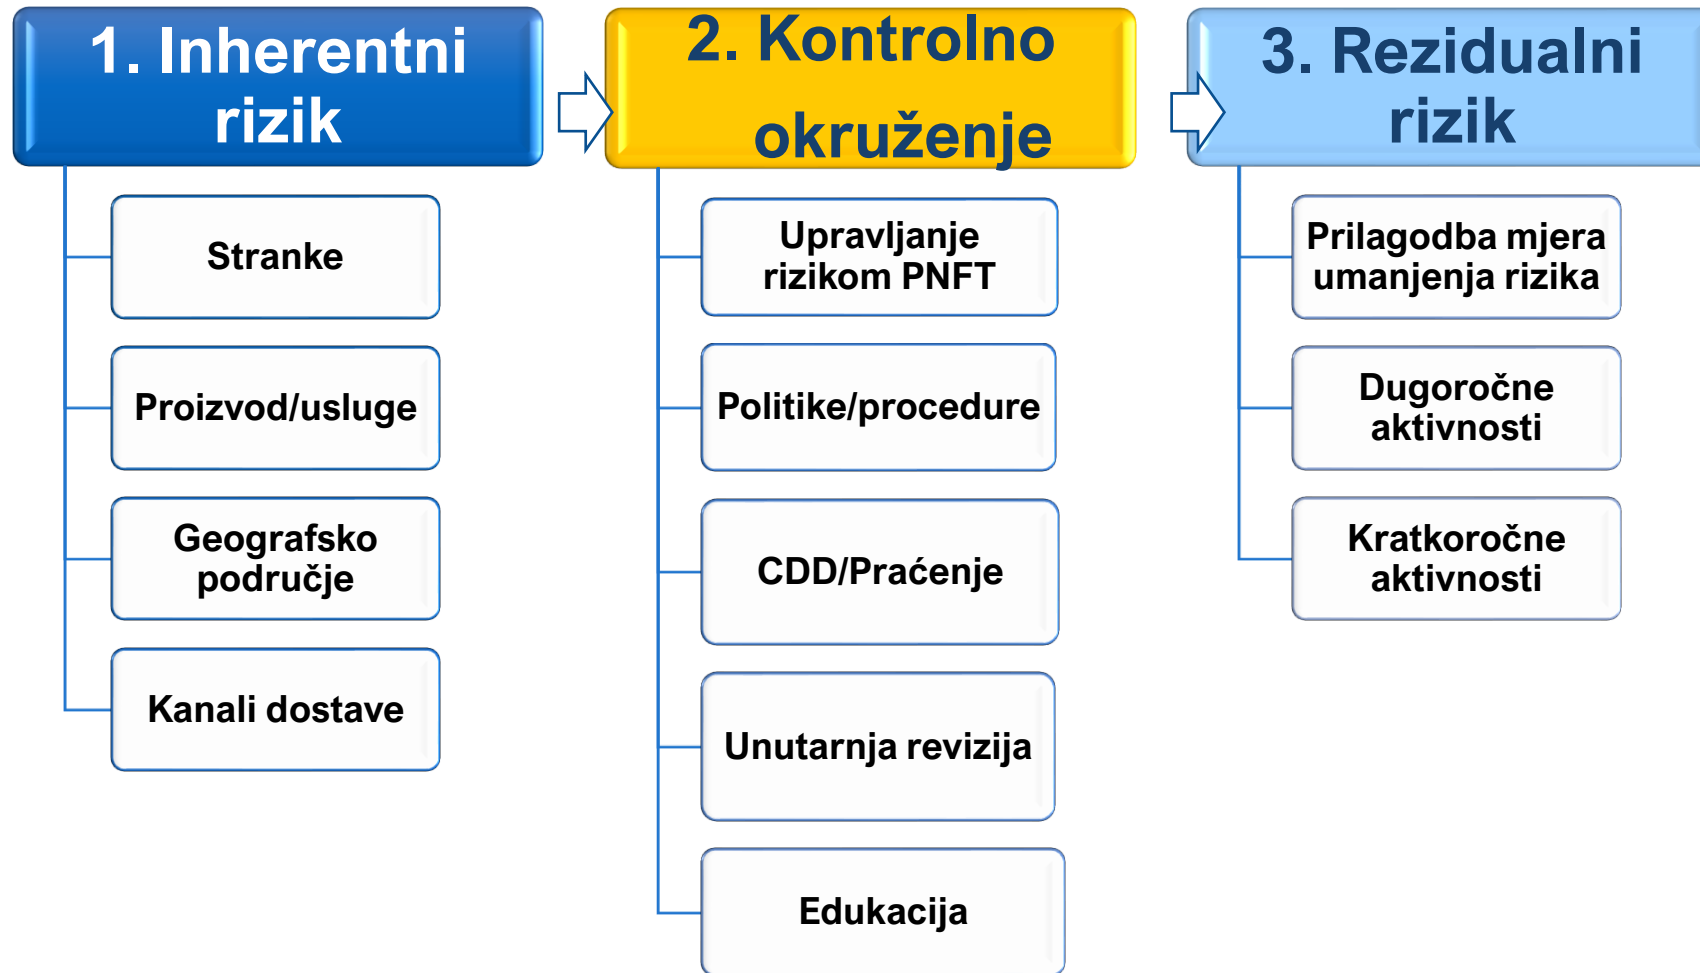 1. Inherentni
rizik
Stranke
Proizvod/usluge
Geografsko
područje
Kanali dostave
2. Kontrolno
okruženje
Upravljanje
rizikom PNFT
Politike/procedure
CDD/Praćenje
Unutarnja revizija
Edukacija
3. Rezidualni
rizik
Prilagodba mjera
umanjenja rizika
Dugoročne
aktivnosti
Kratkoročne
aktivnosti